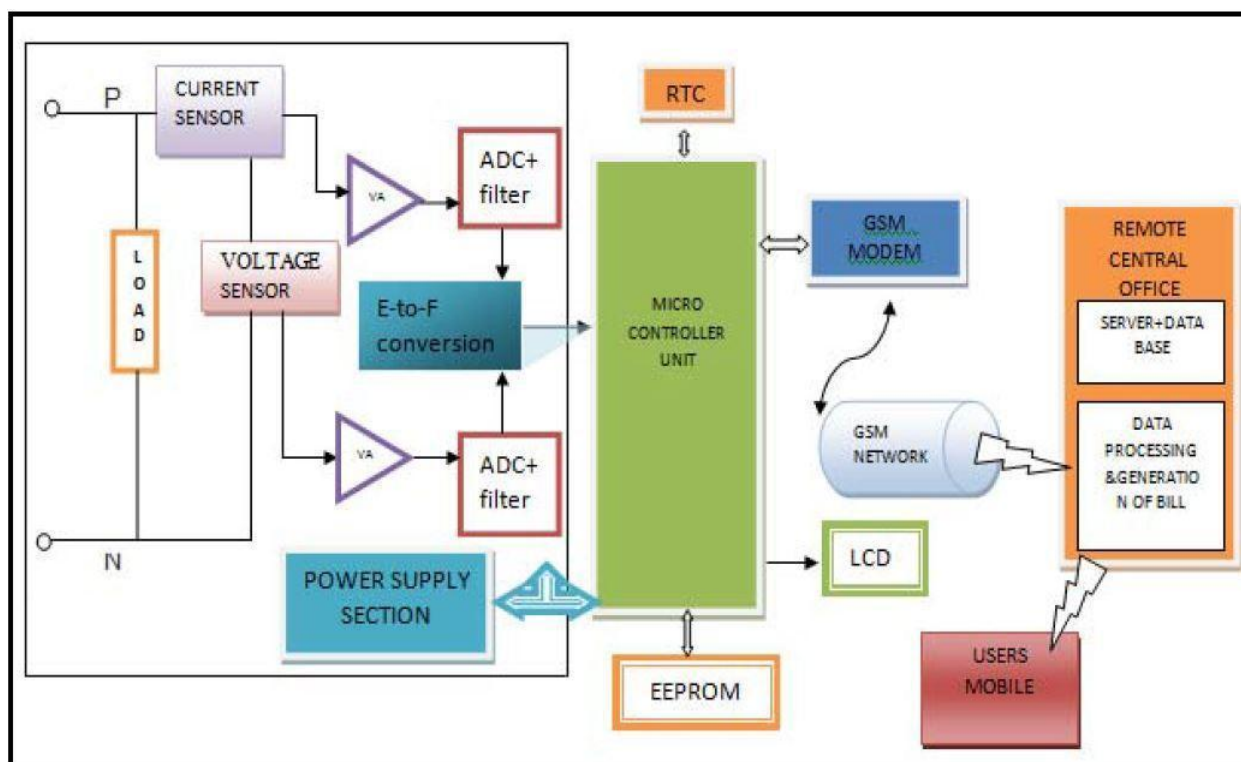 P
CURRENT
SENSOR
VA
ADC+
filter
L
O
A
D
VOLTAGE
SENSOR
E-to-F
conversion
VA
ADC+
filter
N
POWER SUPPLY
SECTION
RTC
MICRO
CONTROLLER
UNIT
GSM
MODEM
GSM
NETWORK
LCD
EEPROM
REMOTE
CENTRAL
OFFICE
SERVER+DATA
BASE
DATA
PROCESSING
&GENERATIO
N OF BILL
USERS
MOBILE